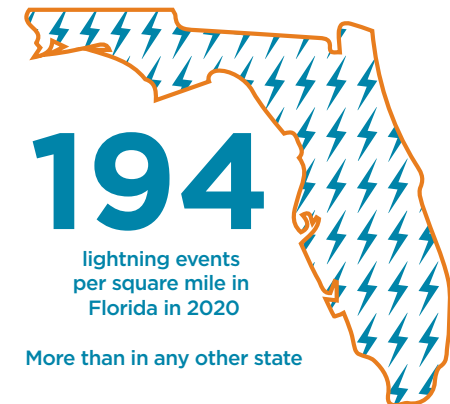 194
lightning events
per square mile in
Florida in 2020
More than in any other state